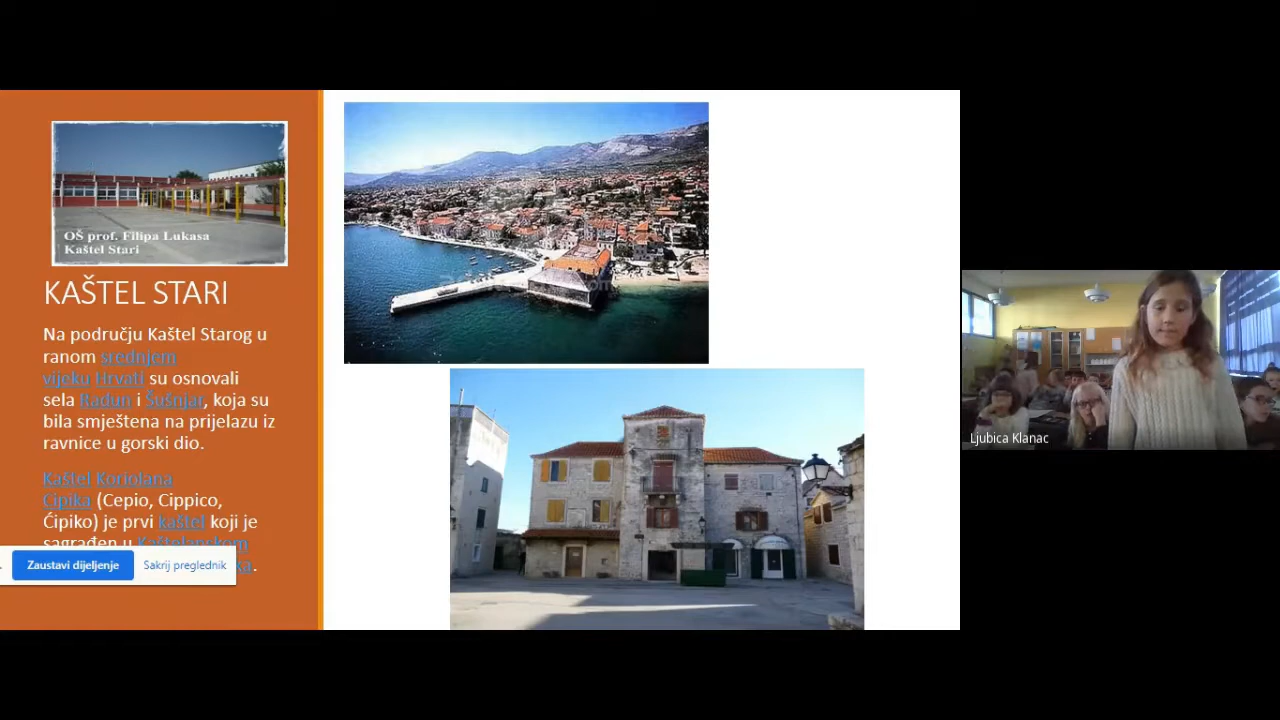 OŠ prof. Filipa Lukasa
Kaštel Stari
KAŠTEL STARI
Na području Kaštel Starog u
ranom srednjem
vijeku Hrvati su osnovali
sela Radun i Šušnjar, koja su
bila smještena na prijelazu iz
ravnice u gorski dio.
Kaštel Koriolana
Cipika (Cepio, Cippico,
Ćipiko) je prvi kaštel koji je
sagrađen u Kaštelanskom
Zaustavi dijeljenje
Sakrij preglednik
Ljubica Klanac